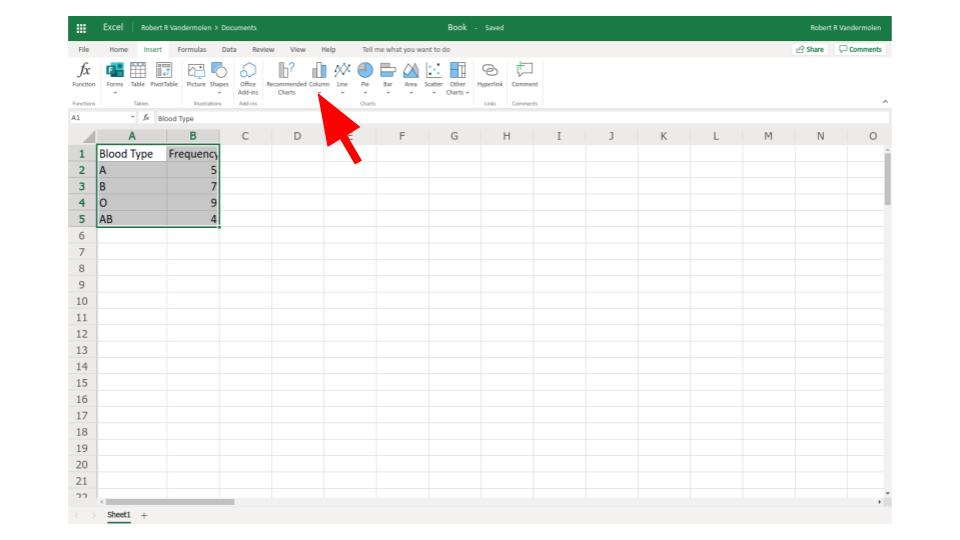 Excel Robert R Vandermolen > Documents Book - Saved Robert R Vandermolen
File Home Insert Formulas Data Review View Help Tell me what you want to do Share Comments
fx
Function Forms Table PivotTable Picture Shapes Office Add-ins Recommended Charts Column Line Pie Bar Area Scatter Other Charts Hyperlink Comment
Functions Tables Illustrations Add-ins Charts Links Comments
A1 fx Blood Type
A B C D E F G H I J K L M N O
1 Blood Type Frequency
2 A 5
3 B 7
4 O 9
5 AB 4
6
7
8
9
10
11
12
13
14
15
16
17
18
19
20
21
22
Sheet1 +